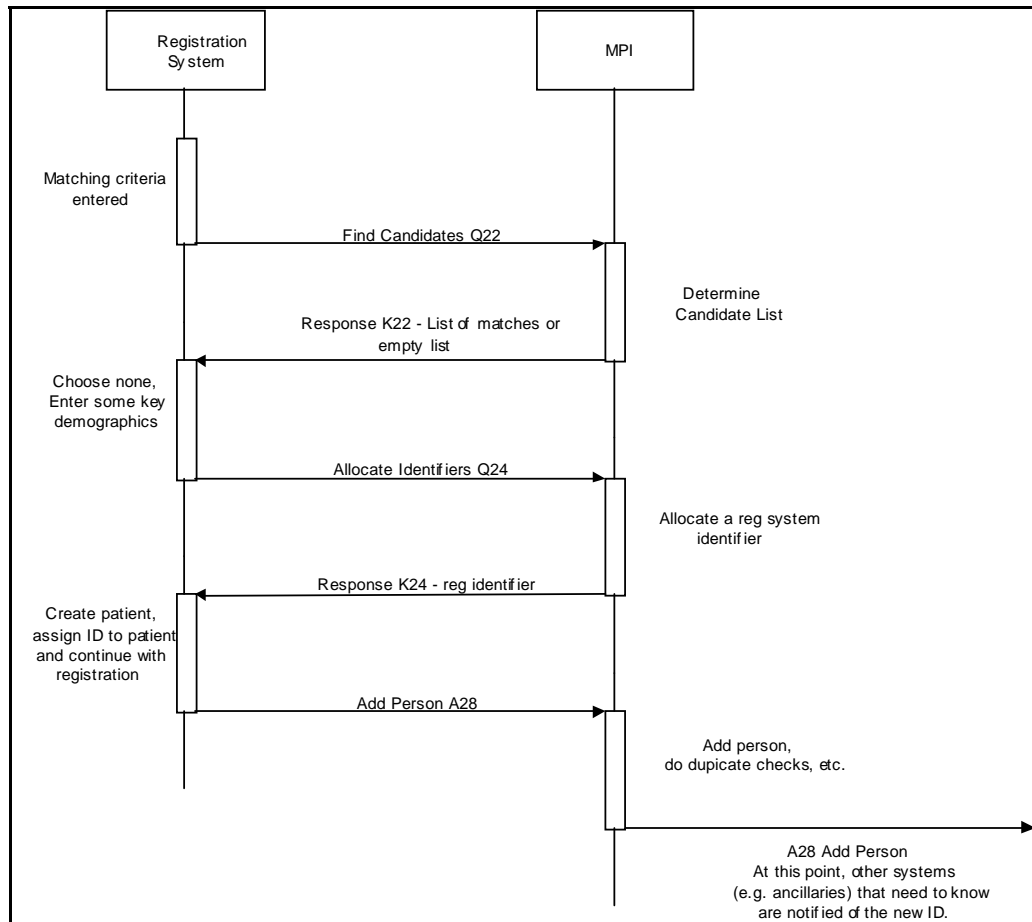 Registration
System
MPI
Matching criteria
entered
Find Candidates Q22
Determine
Candidate List
Response K22 - List of matches or
empty list
Choose none,
Enter some key
demographics
Allocate Identifiers Q24
Allocate a reg system
identifier
Response K24 - reg identifier
Create patient,
assign ID to patient
and continue with
registration
Add Person A28
Add person,
do dupicate checks, etc.
A28 Add Person
At this point, other systems
(e.g. ancillaries) that need to know
are notified of the new ID.